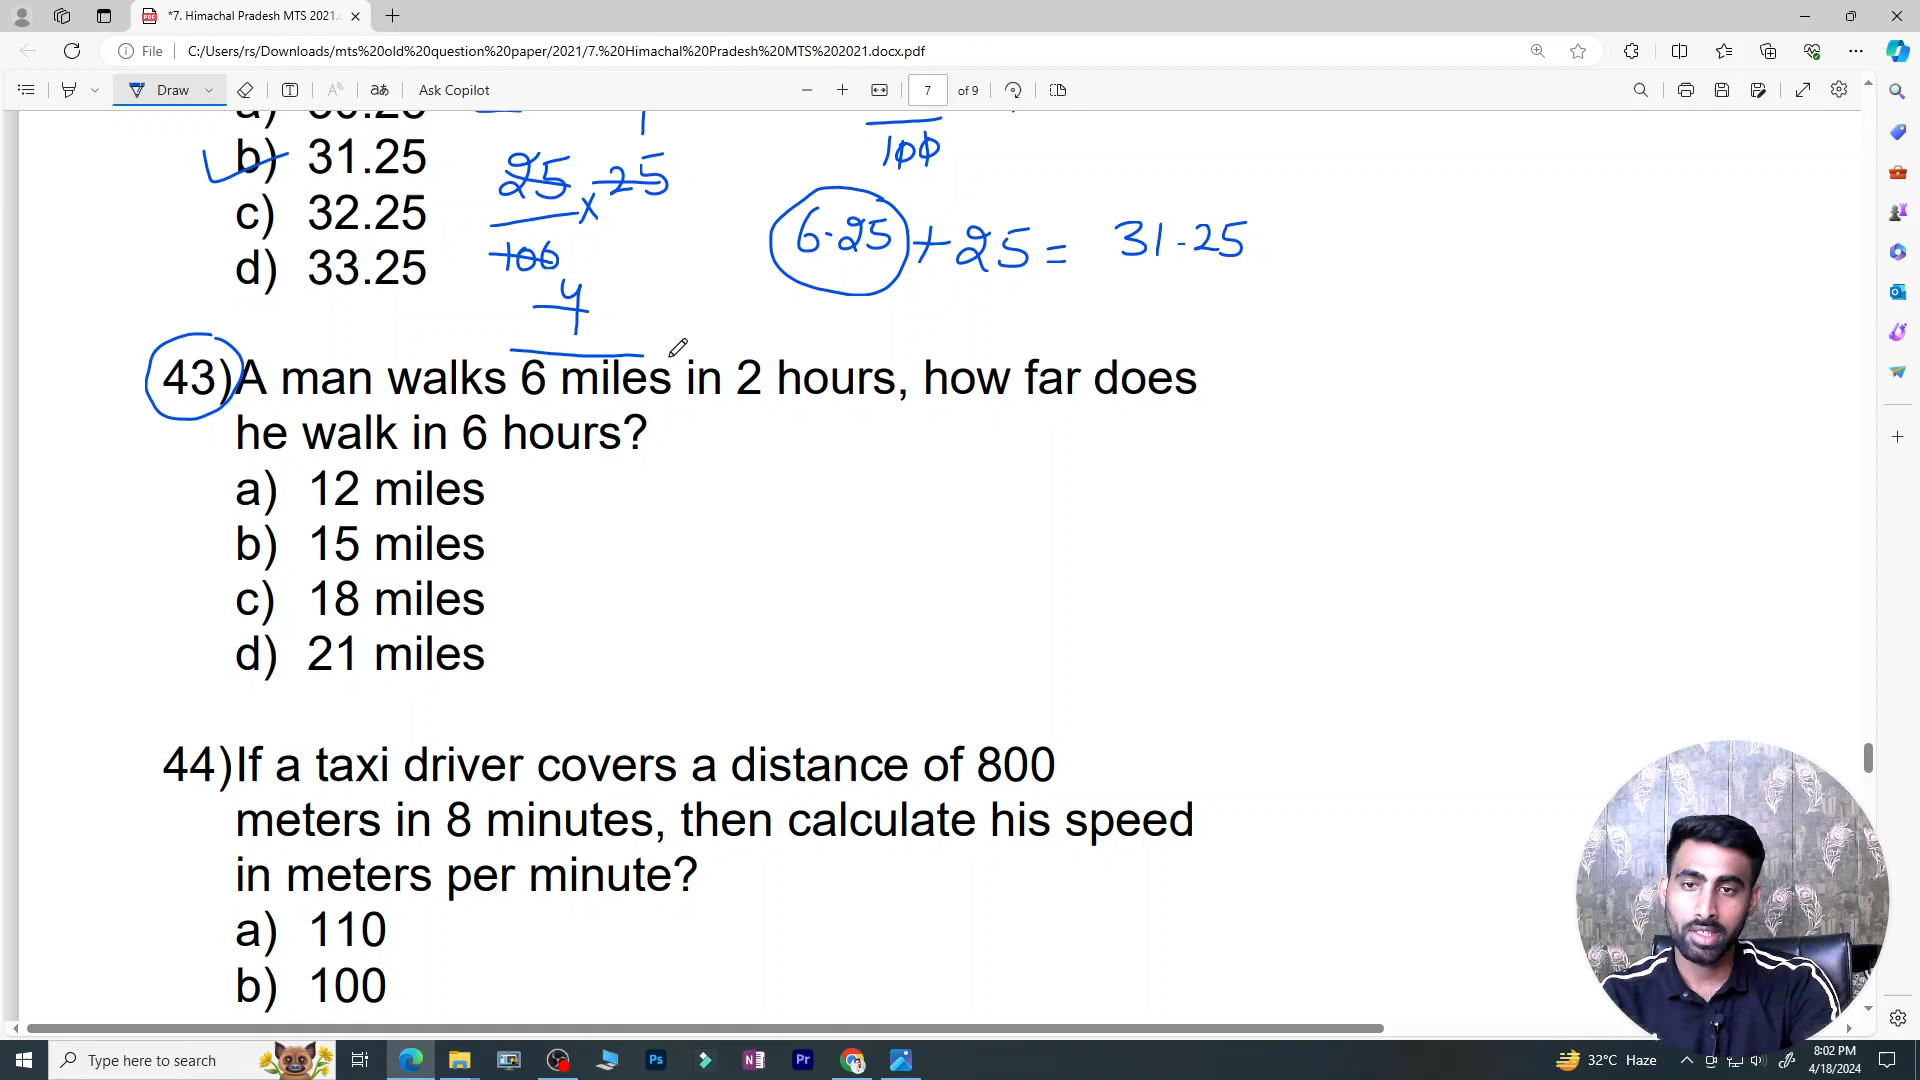 *7. Himachal Pradesh MTS 2021.
File
C:/Users/rs/Downloads/mts%20old%20question%20paper/2021/7.%20Himachal%20Pradesh%20MTS%202021.docx.pdf
Draw
Ask Copilot
7 of 9
b) 31.25
c) 32.25
d) 33.25
25 x 25
100
4
100
6.25 + 25 = 31.25
43) A man walks 6 miles in 2 hours, how far does
he walk in 6 hours?
a) 12 miles
b) 15 miles
c) 18 miles
d) 21 miles
44) If a taxi driver covers a distance of 800
meters in 8 minutes, then calculate his speed
in meters per minute?
a) 110
b) 100
Type here to search
Ps
Pr
32°C Haze
8:02 PM
4/18/2024